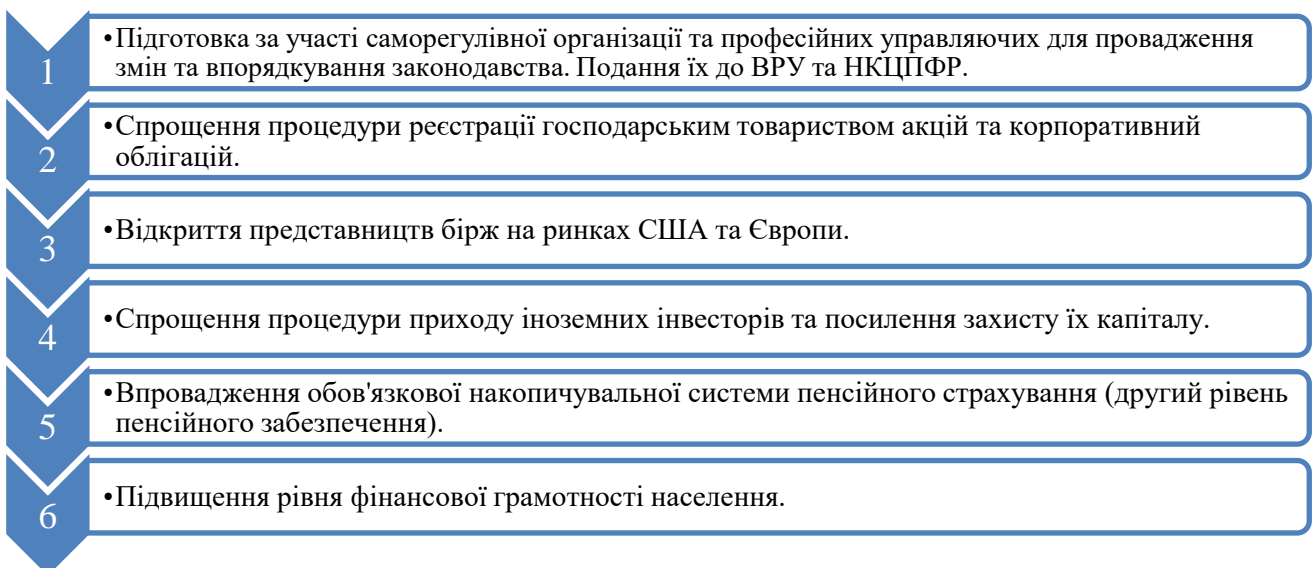 1
•Підготовка за участі саморегулівної організації та професійних управляючих для провадження
змін та впорядкування законодавства. Подання їх до ВРУ та НКЦПФР.
2
•Спрощення процедури реєстрації господарським товариством акцій та корпоративний
облігацій.
3
•Відкриття представництв бірж на ринках США та Європи.
4
•Спрощення процедури приходу іноземних інвесторів та посилення захисту їх капіталу.
5
•Впровадження обов'язкової накопичувальної системи пенсійного страхування (другий рівень
пенсійного забезпечення).
6
•Підвищення рівня фінансової грамотності населення.